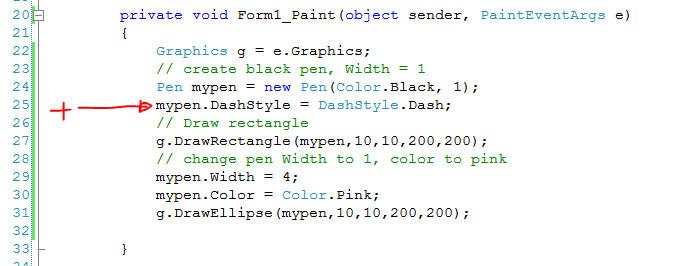 20 private void Form1_Paint(object sender, PaintEventArgs e)
21 {
22 Graphics g = e.Graphics;
23 // create black pen, Width = 1
24 Pen mypen = new Pen(Color.Black, 1);
25 mypen.DashStyle = DashStyle.Dash;
26 // Draw rectangle
27 g.DrawRectangle(mypen,10,10,200,200);
28 // change pen Width to 1, color to pink
29 mypen.Width = 4;
30 mypen.Color = Color.Pink;
31 g.DrawEllipse(mypen,10,10,200,200);
32
33 }